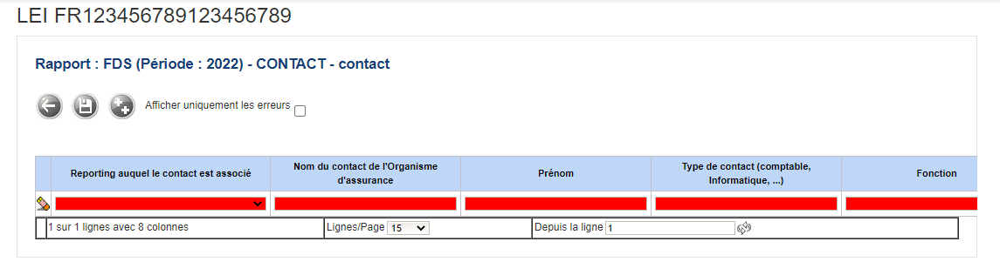 LEI FR123456789123456789
Rapport : FDS (Période : 2022) - CONTACT - contact
Afficher uniquement les erreurs
Reporting auquel le contact est associé
Nom du contact de l'Organisme
d'assurance
Prénom
Type de contact (comptable,
Informatique, ...)
Fonction
1 sur 1 lignes avec 8 colonnes
Lignes/Page 15
Depuis la ligne 1